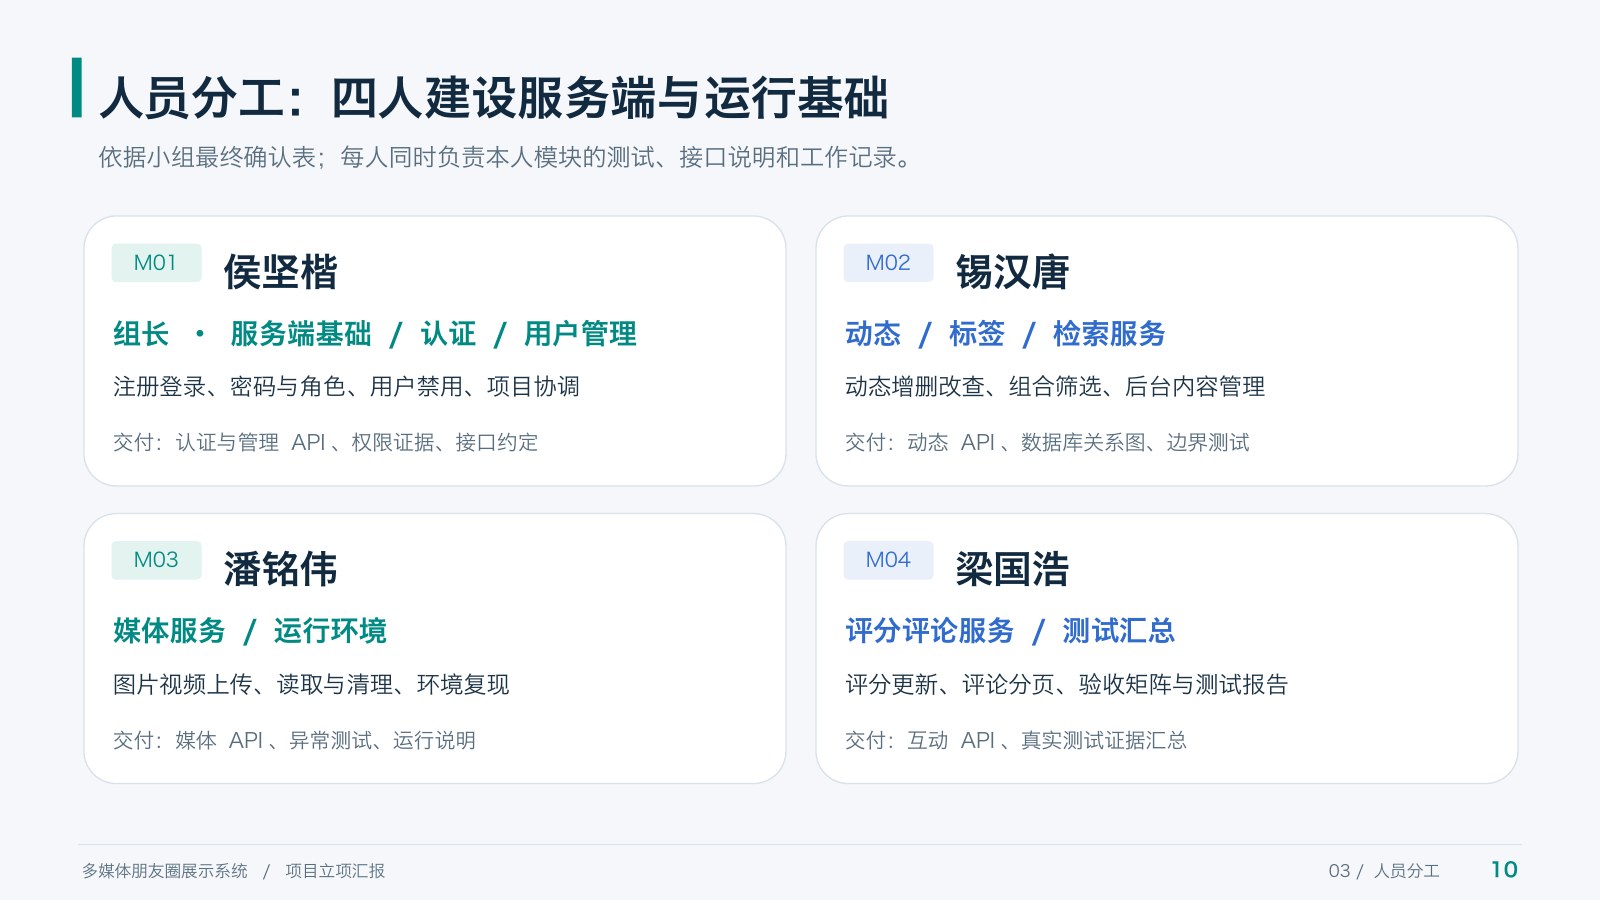 人员分工：四人建设服务端与运行基础
依据小组最终确认表；每人同时负责本人模块的测试、接口说明和工作记录。
M01 侯坚楷
组长 · 服务端基础 / 认证 / 用户管理
注册登录、密码与角色、用户禁用、项目协调
交付：认证与管理 API、权限证据、接口约定
M02 锡汉唐
动态 / 标签 / 检索服务
动态增删改查、组合筛选、后台内容管理
交付：动态 API、数据库关系图、边界测试
M03 潘铭伟
媒体服务 / 运行环境
图片视频上传、读取与清理、环境复现
交付：媒体 API、异常测试、运行说明
M04 梁国浩
评分评论服务 / 测试汇总
评分更新、评论分页、验收矩阵与测试报告
交付：互动 API、真实测试证据汇总
多媒体朋友圈展示系统 / 项目立项汇报
03 / 人员分工 10